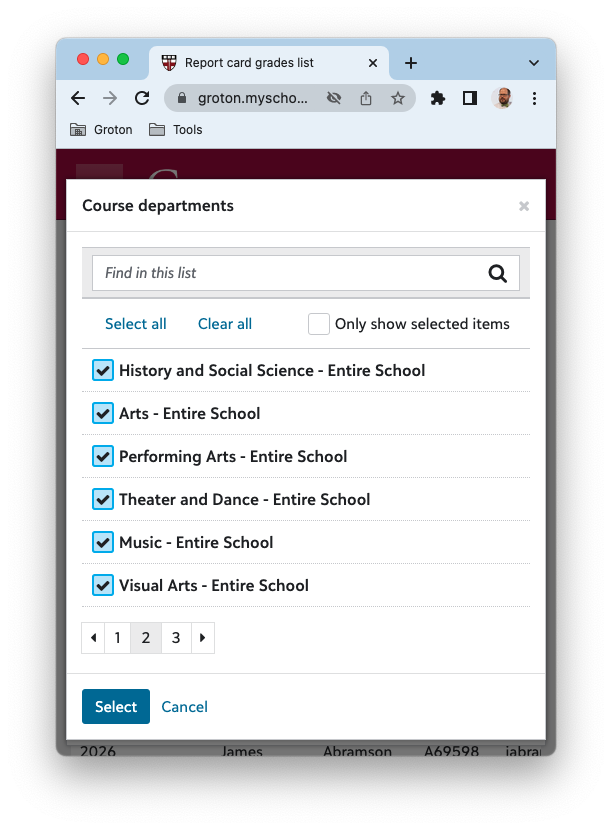 Report card grades list
groton.myscho...
Groton Tools
Course departments
Find in this list
Select all Clear all Only show selected items
History and Social Science - Entire School
Arts - Entire School
Performing Arts - Entire School
Theater and Dance - Entire School
Music - Entire School
Visual Arts - Entire School
1 2 3
Select Cancel
2026 James Abramson A69598 jabra